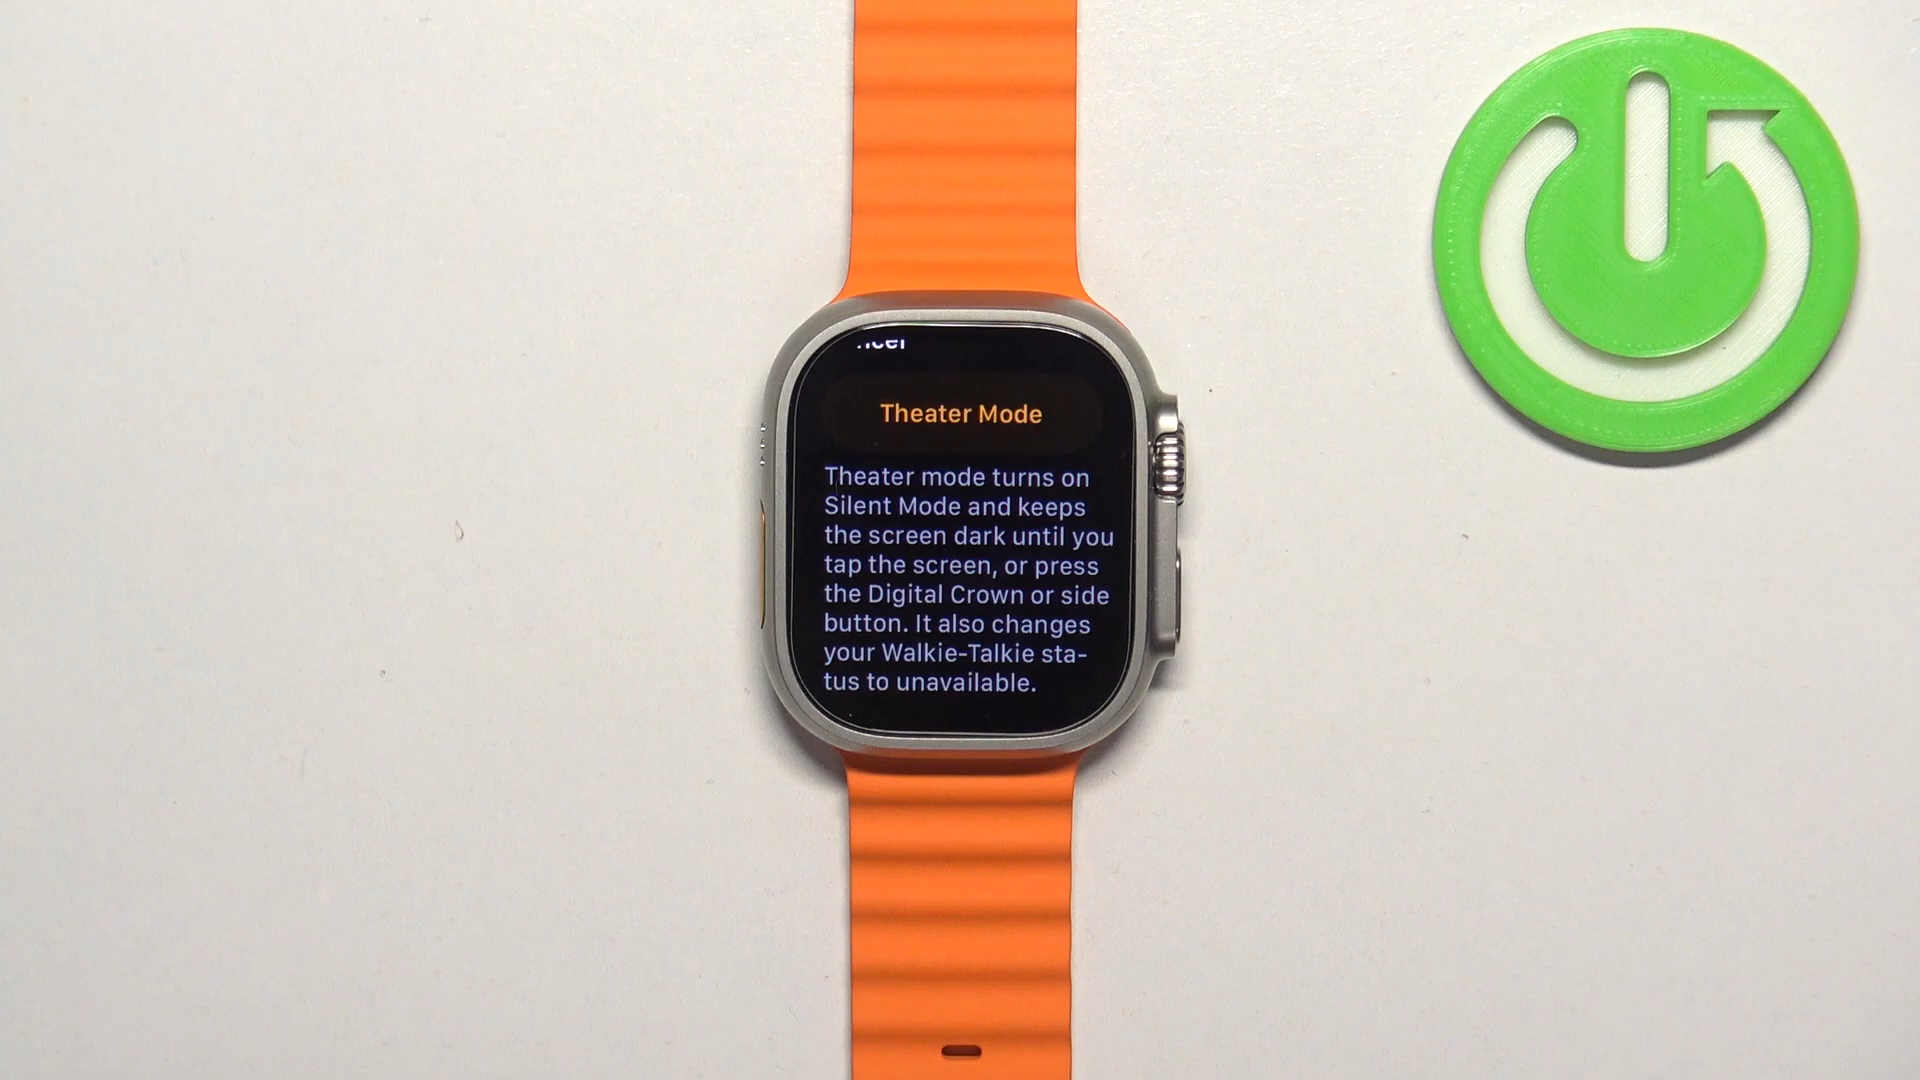 Theater Mode
Theater mode turns on
Silent Mode and keeps
the screen dark until you
tap the screen, or press
the Digital Crown or side
button. It also changes
your Walkie-Talkie sta-
tus to unavailable.